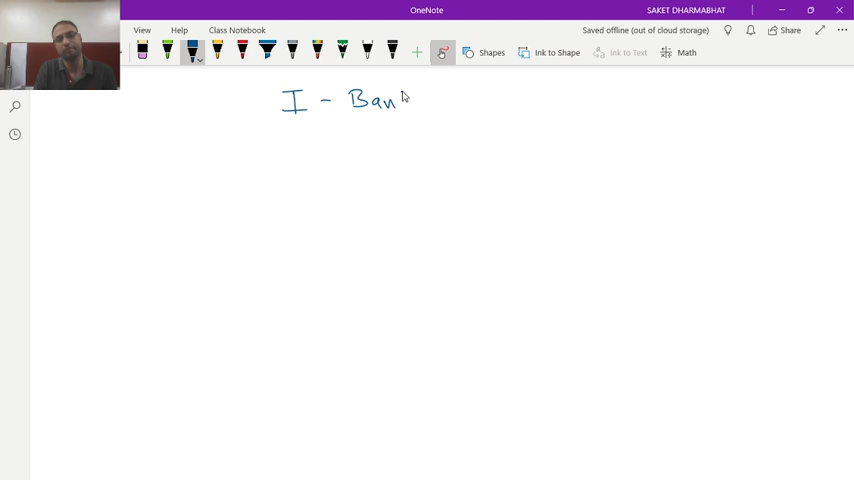 OneNote
SAKET DHARMABHAT
View Help Class Notebook
Saved offline (out of cloud storage) Share
Shapes Ink to Shape Ink to Text Math
I - Ban